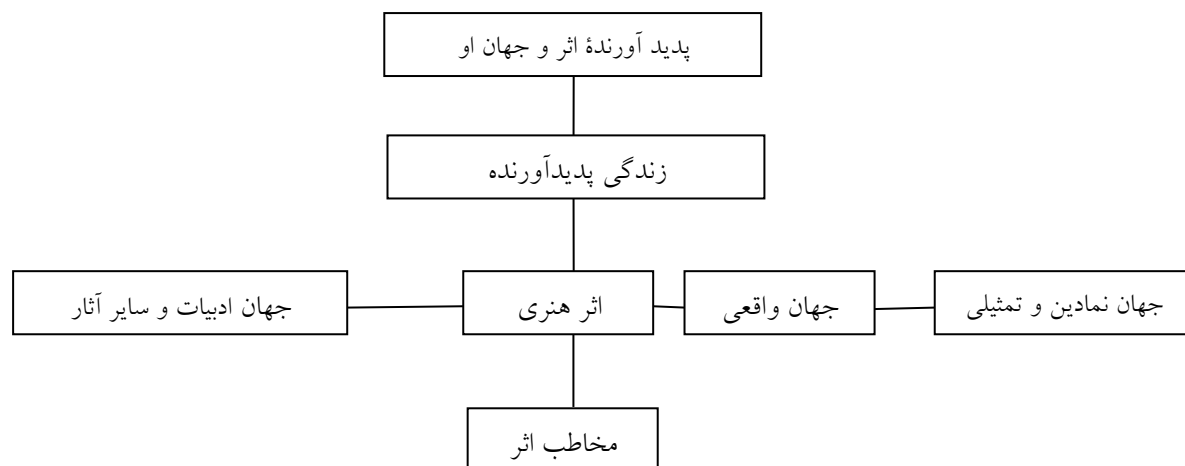 پدید آورندهٔ اثر و جهان او
زندگی پدیدآورنده
جهان نمادین و تمثیلی
جهان واقعی
اثر هنری
جهان ادبیات و سایر آثار
مخاطب اثر